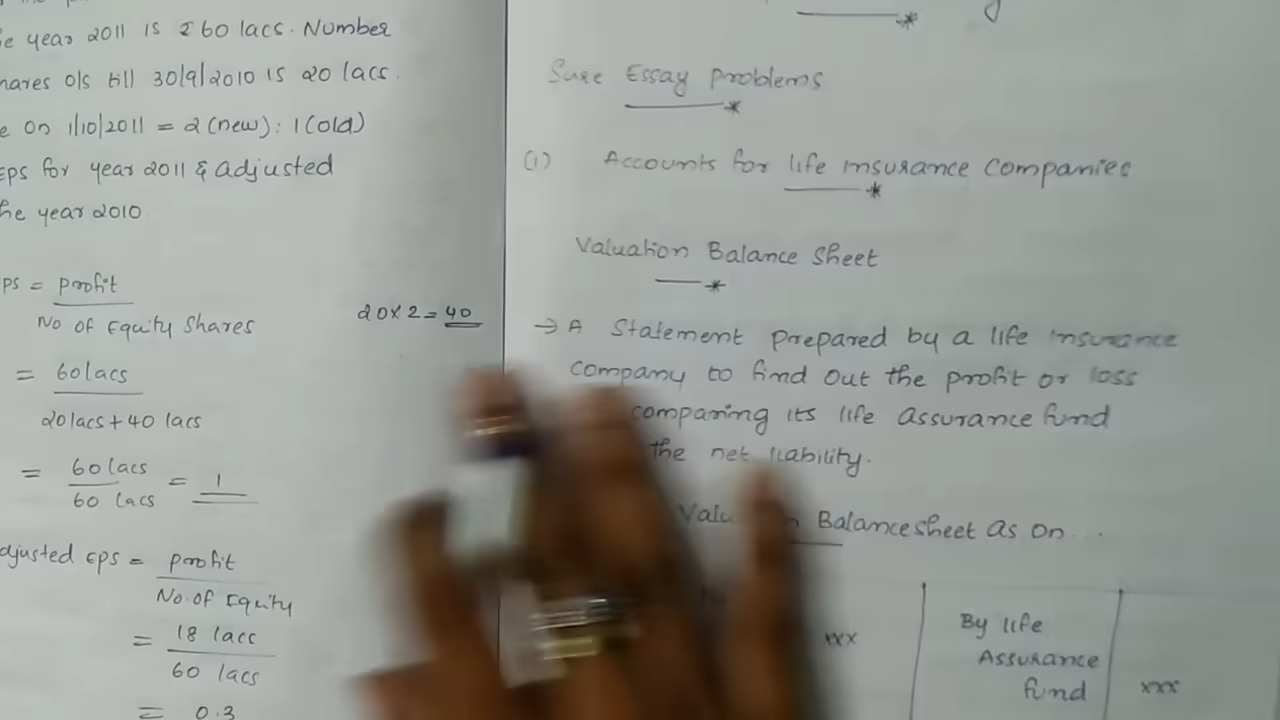 e year 2011 is ₹ 60 lacs. Number
hares o/s till 30/9/2010 is 20 lacs.
e on 1/10/2011 = 2 (new) : 1 (old)
EPS for year 2011 & adjusted
he year 2010
PS = profit
No of Equity shares
20 x 2 = 40
= 60 lacs
20 lacs + 40 lacs
= 60 lacs = 1
60 lacs
djusted EPS = profit
No. of Equity
= 18 lacs
60 lacs
= 0.3
Sure Essay problems
(1) Accounts for life insurance companies
Valuation Balance sheet
→ A Statement prepared by a life insurance
company to find out the profit or loss
comparing its life assurance fund
the net liability.
Balance sheet as on...
xxx
By life
Assurance
fund xxx